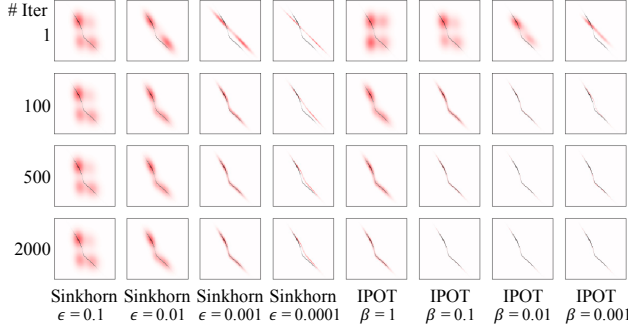 # Iter
1
100
500
2000
Sinkhorn Sinkhorn Sinkhorn Sinkhorn IPOT IPOT IPOT IPOT
ϵ = 0.1 ϵ = 0.01 ϵ = 0.001 ϵ = 0.0001 β = 1 β = 0.1 β = 0.01 β = 0.001